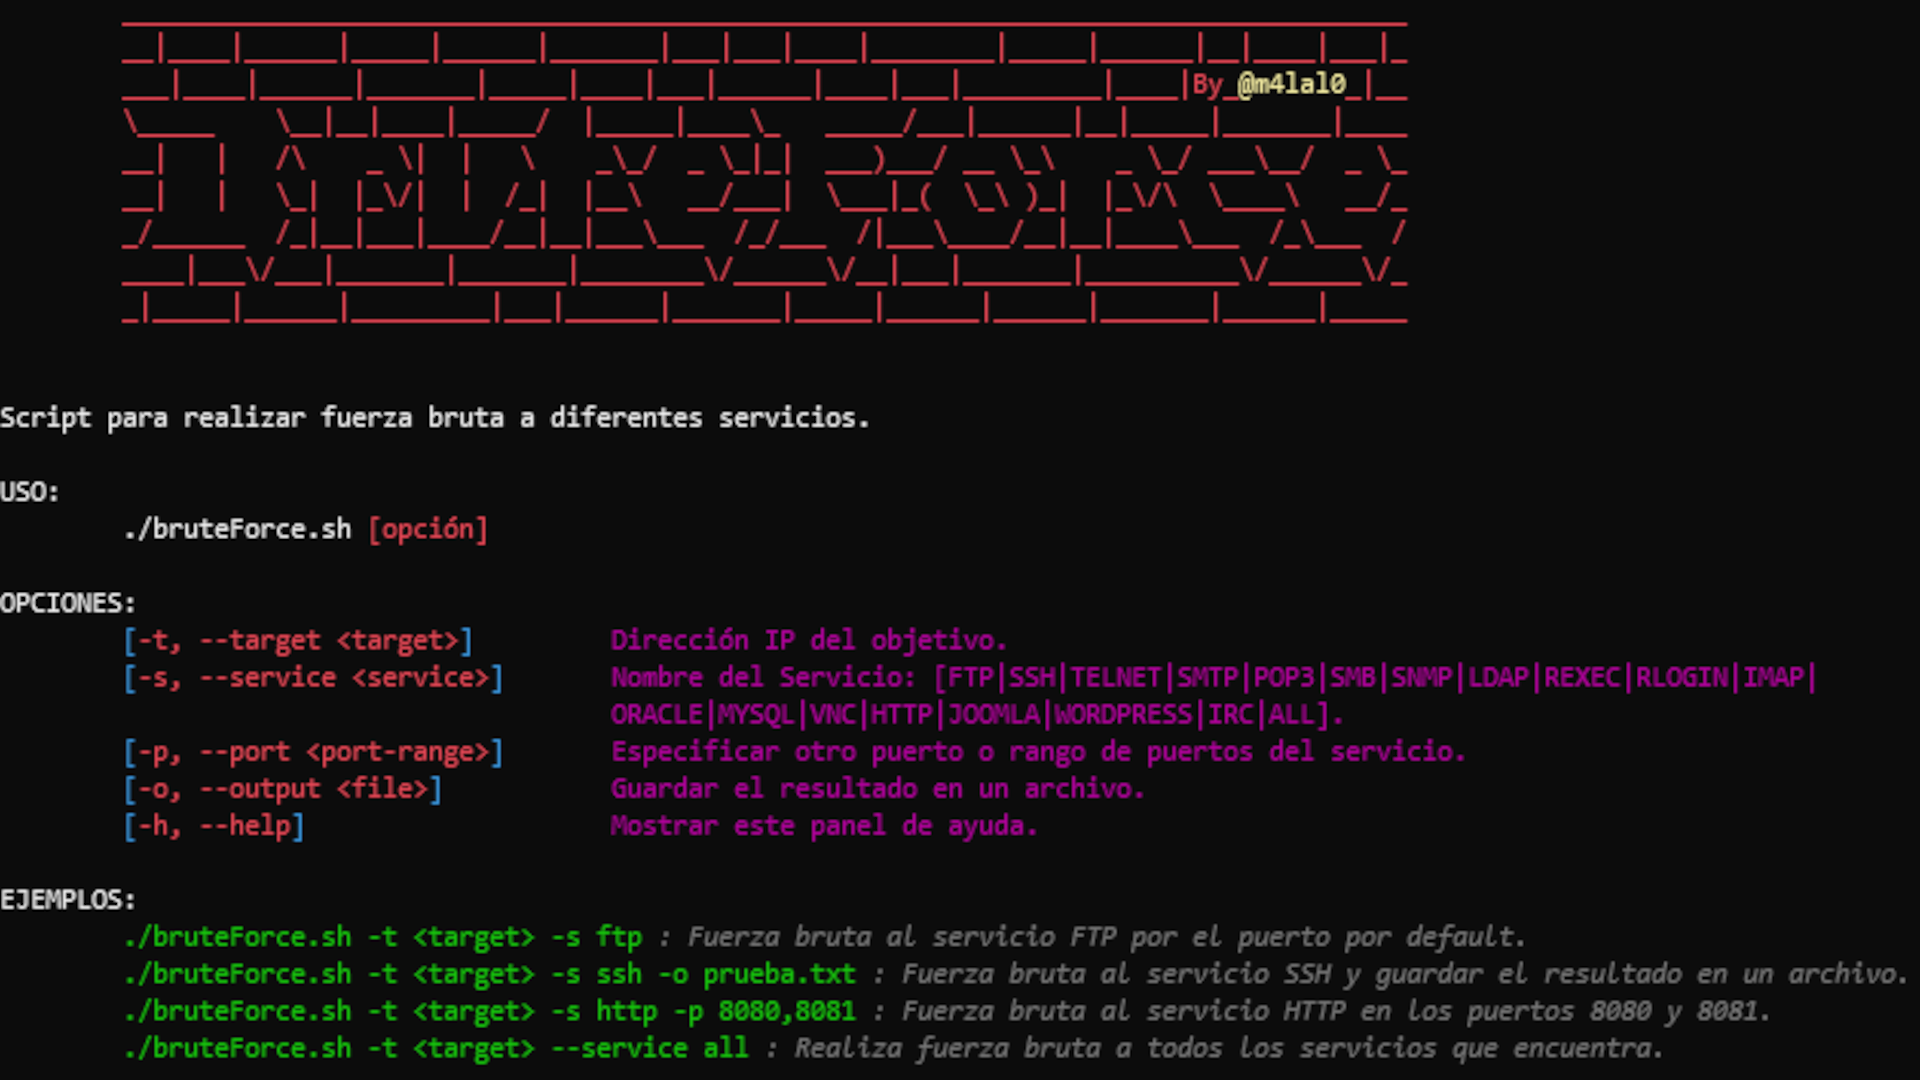 BruteForce
By @m4lal0
Script para realizar fuerza bruta a diferentes servicios.
USO:
./bruteForce.sh [opción]
OPCIONES:
[-t, --target <target>] Dirección IP del objetivo.
[-s, --service <service>] Nombre del Servicio: [FTP|SSH|TELNET|SMTP|POP3|SMB|SNMP|LDAP|REXEC|RLOGIN|IMAP|
ORACLE|MYSQL|VNC|HTTP|JOOMLA|WORDPRESS|IRC|ALL].
[-p, --port <port-range>] Especificar otro puerto o rango de puertos del servicio.
[-o, --output <file>] Guardar el resultado en un archivo.
[-h, --help] Mostrar este panel de ayuda.
EJEMPLOS:
./bruteForce.sh -t <target> -s ftp : Fuerza bruta al servicio FTP por el puerto por default.
./bruteForce.sh -t <target> -s ssh -o prueba.txt : Fuerza bruta al servicio SSH y guardar el resultado en un archivo.
./bruteForce.sh -t <target> -s http -p 8080,8081 : Fuerza bruta al servicio HTTP en los puertos 8080 y 8081.
./bruteForce.sh -t <target> --service all : Realiza fuerza bruta a todos los servicios que encuentra.